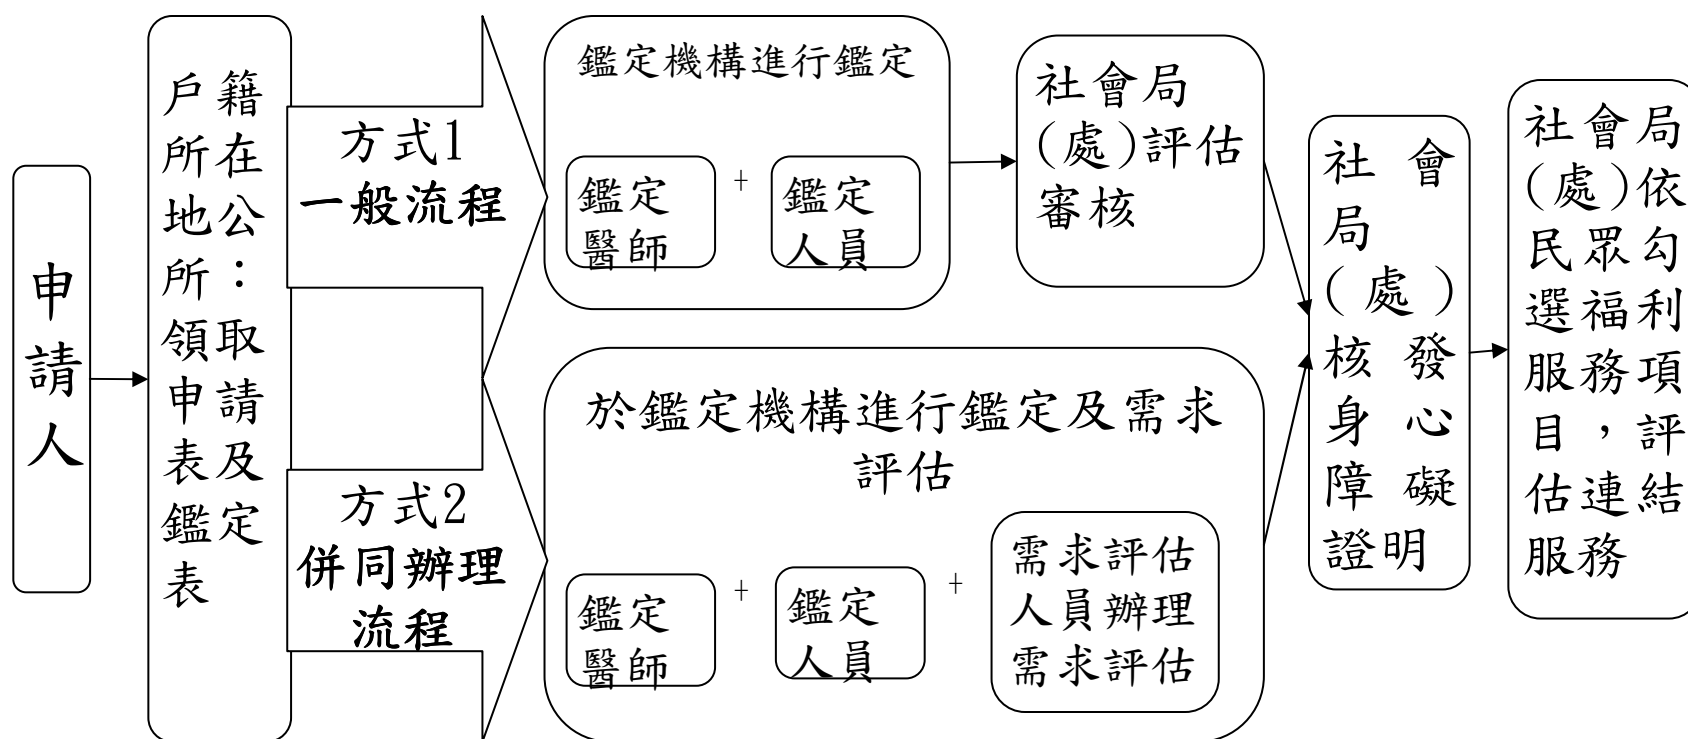 申
請
人
戶籍
所在
地公
所：
領取
申請
表及
鑑定
表
方式1
一般流程
鑑定機構進行鑑定
鑑定
醫師
+
鑑定
人員
社會局
(處)評估
審核
方式2
併同辦理
流程
於鑑定機構進行鑑定及需求
評估
鑑定
醫師
+
鑑定
人員
+
需求評估
人員辦理
需求評估
社會
局
(處)
核發
身心
障礙
證明
社會局
(處)依
民眾勾
選福利
服務項
目，評
估連結
服務